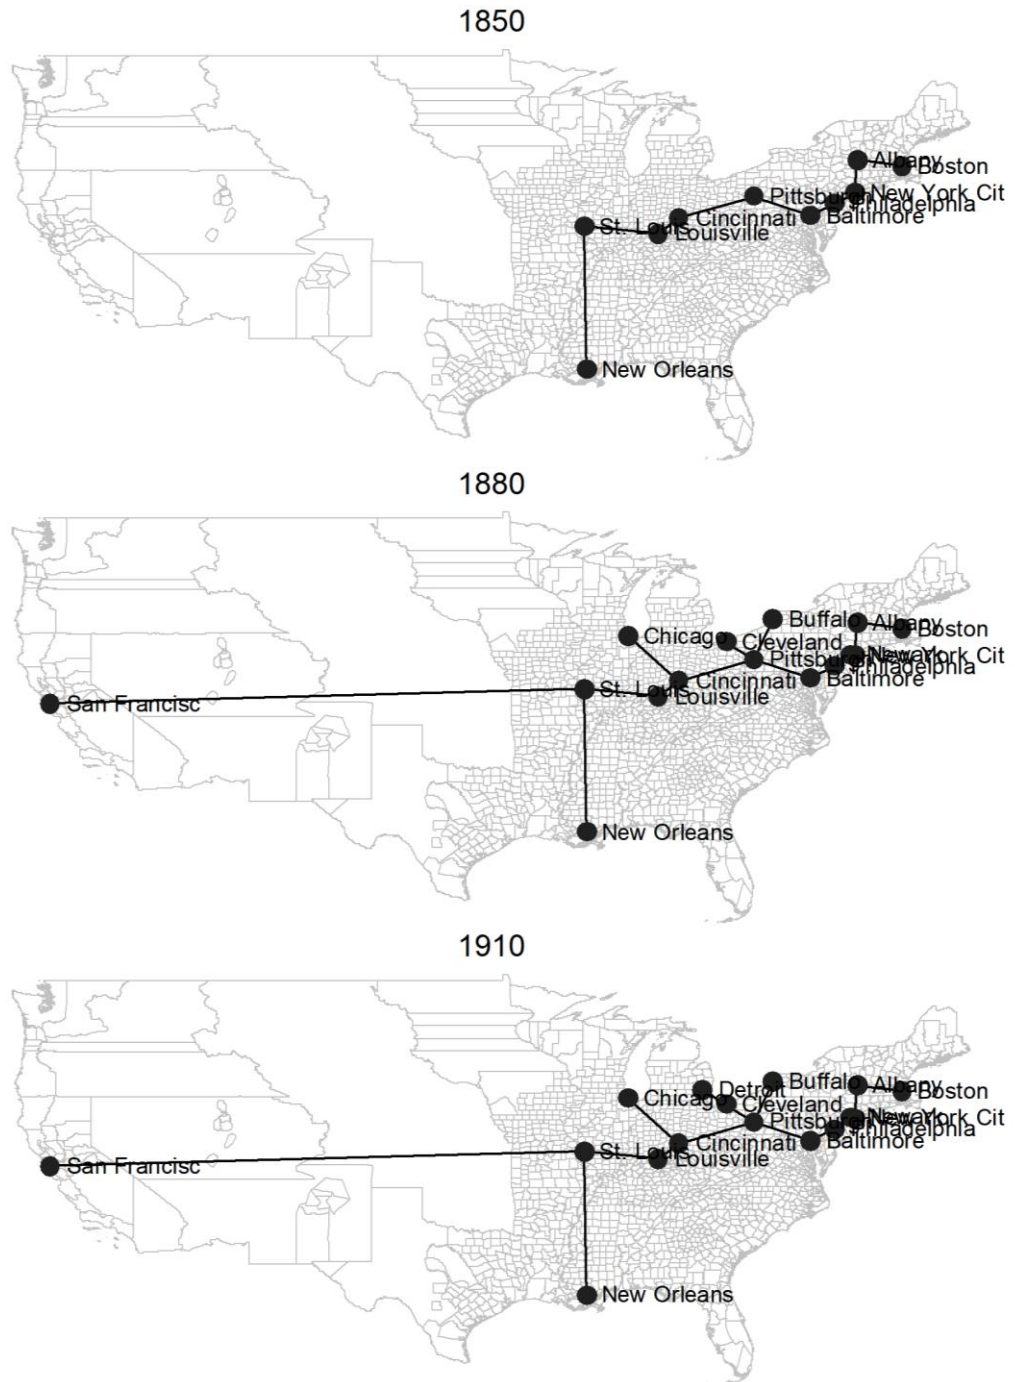 1850
Albany
Boston
Pittsburgh
New York Cit
Philadelphia
Baltimore
Cincinnati
St. Louis
Louisville
New Orleans
1880
Buffalo
Albany
Boston
Chicago
Cleveland
Newark
New York Cit
Pittsburgh
Philadelphia
Baltimore
Cincinnati
St. Louis
Louisville
San Francisc
New Orleans
1910
Buffalo
Albany
Detroit
Boston
Chicago
Cleveland
Newark
New York Cit
Pittsburgh
Philadelphia
Baltimore
Cincinnati
St. Louis
Louisville
San Francisc
New Orleans